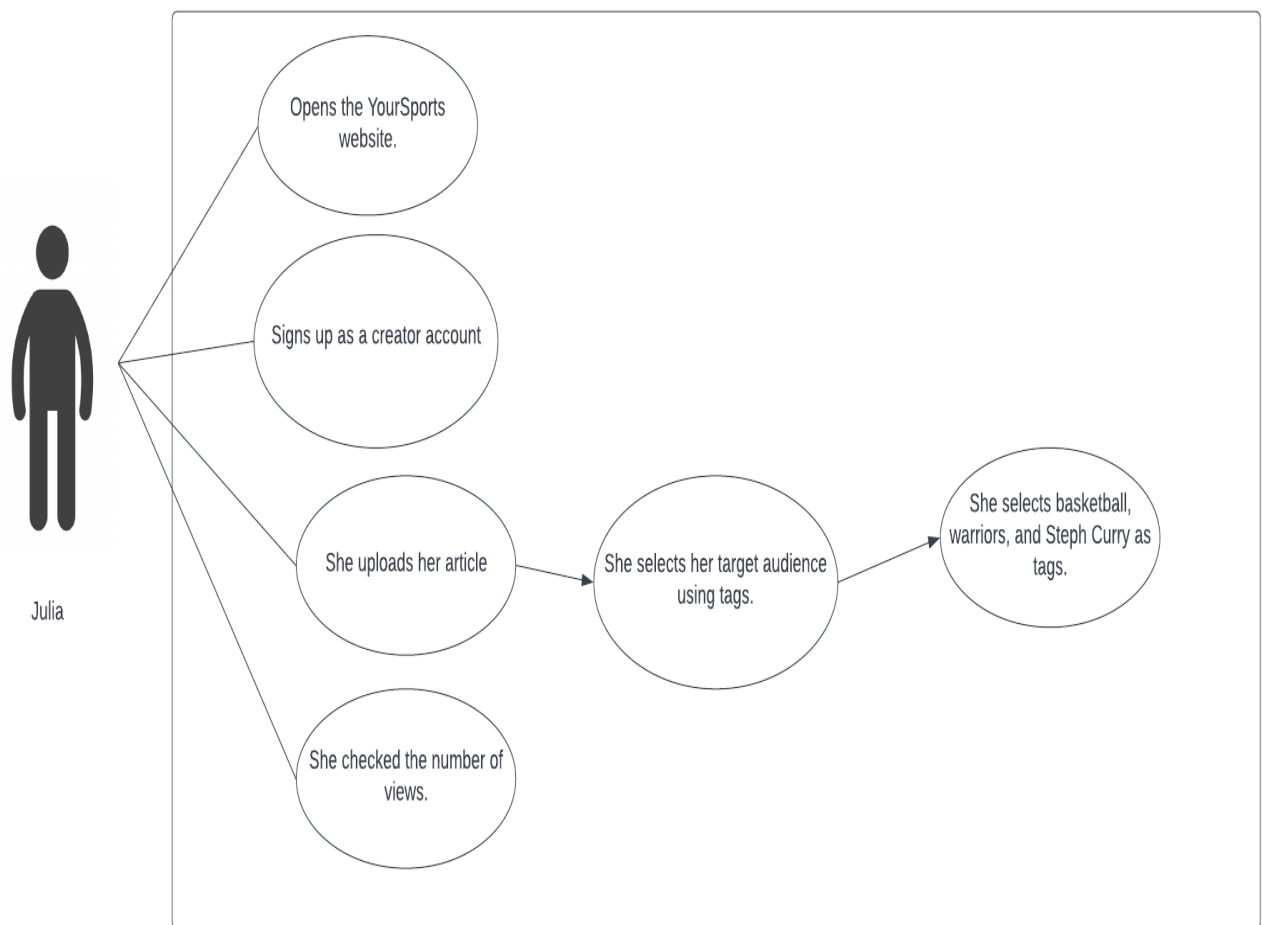 Opens the YourSports
website.
Signs up as a creator account
She uploads her article
She selects her target audience
using tags.
She selects basketball,
warriors, and Steph Curry as
tags.
Julia
She checked the number of
views.